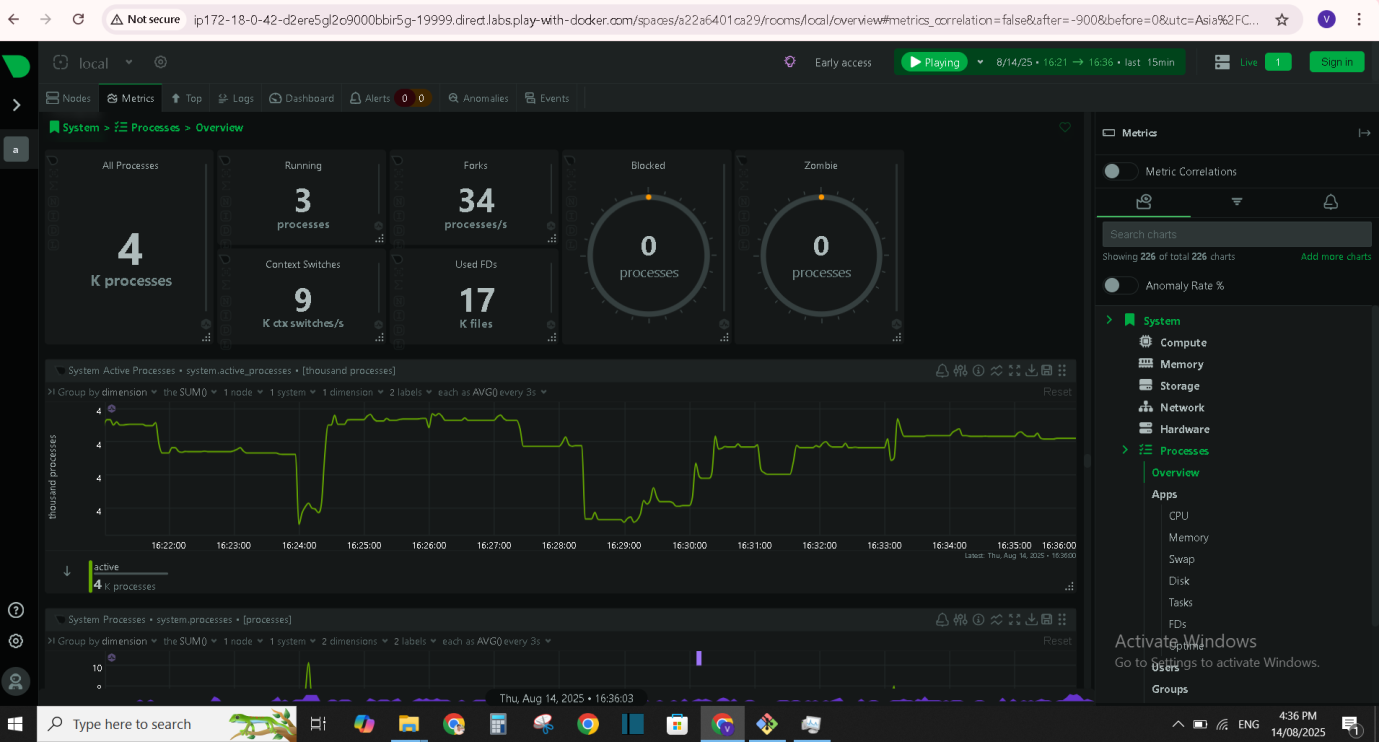 Not secure
ip172-18-0-42-d2ere5gl2o9000bbir5g-19999.direct.labs.play-with-docker.com/spaces/a22a6401ca29/rooms/local/overview#metrics_correlation=false&after=-900&before=0&utc=Asia%2FC...
V
local
Early access
Playing
8/14/25 • 16:21 → 16:36 • last 15min
Live
1
Sign in
Nodes
Metrics
Top
Logs
Dashboard
Alerts 0 0
Anomalies
Events
a
System > Processes > Overview
All Processes
4
K processes
Running
3
processes
Forks
34
processes/s
Context Switches
9
K ctx switches/s
Used FDs
17
K files
Blocked
0
processes
Zombie
0
processes
System Active Processes • system.active_processes • [thousand processes]
Group by dimension the SUM() 1 node 1 system 1 dimension 2 labels each as AVG() every 3s
Reset
thousand processes
4
4
4
4
16:22:00 16:23:00 16:24:00 16:25:00 16:26:00 16:27:00 16:28:00 16:29:00 16:30:00 16:31:00 16:32:00 16:33:00 16:34:00 16:35:00 16:36:00
Latest: Thu, Aug 14, 2025 • 16:36:00
active
4 K processes
System Processes • system.processes • [processes]
Group by dimension the SUM() 1 node 1 system 2 dimensions 2 labels each as AVG() every 3s
Reset
10
Thu, Aug 14, 2025 • 16:36:03
Metrics
Metric Correlations
Search charts
Showing 226 of total 226 charts
Add more charts
Anomaly Rate %
System
Compute
Memory
Storage
Network
Hardware
Processes
Overview
Apps
CPU
Memory
Swap
Disk
Tasks
FDs
Uptime
Users
Groups
Activate Windows
Go to Settings to activate Windows.
Type here to search
ENG
4:36 PM
14/08/2025
1